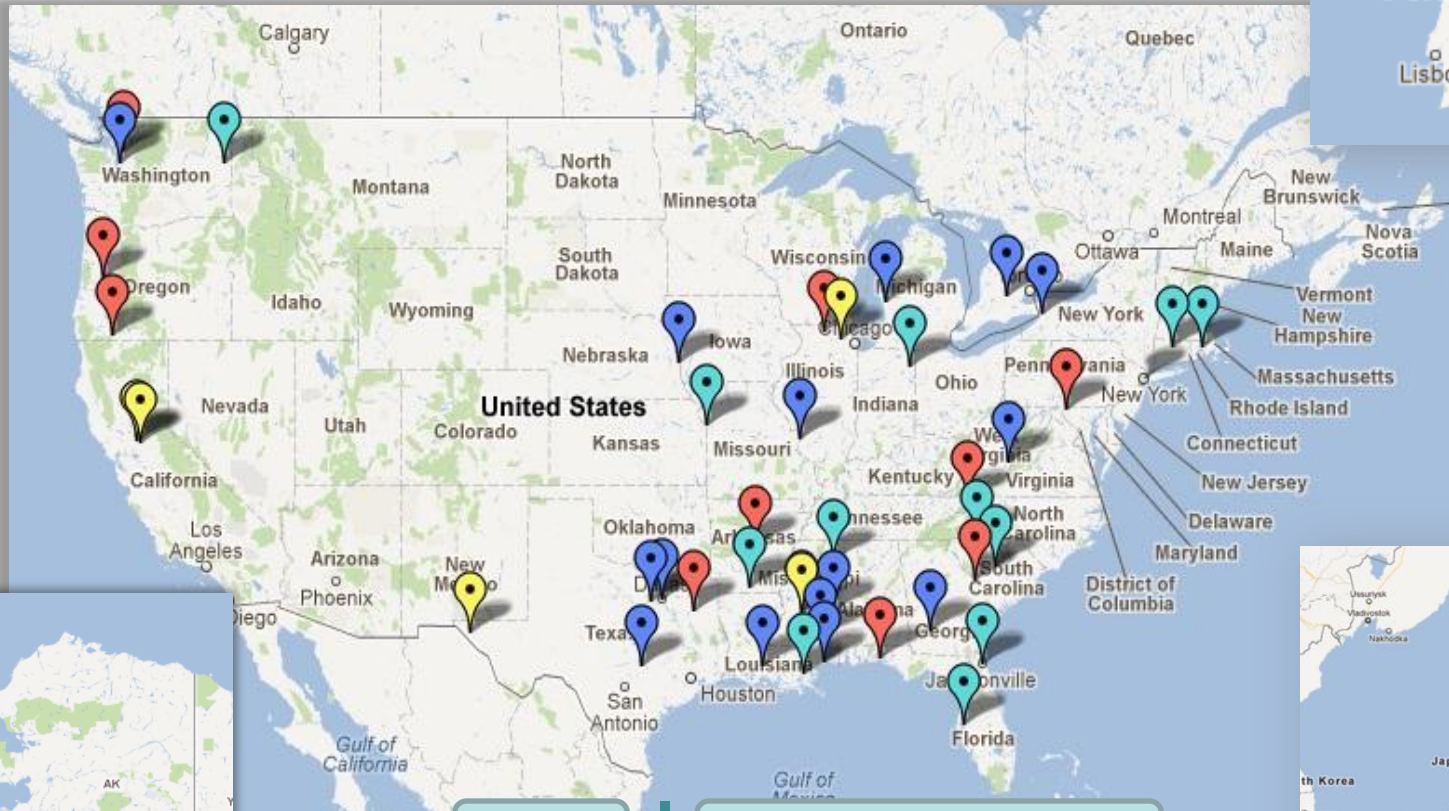 Calgary
Ontario
Quebec
Washington
Montana
North
Dakota
Minnesota
New
Brunswick
Montreal
Ottawa
Maine
Nova
Scotia
Oregon
Idaho
Wyoming
South
Dakota
Wisconsin
Michigan
Vermont
New
Hampshire
New York
Chicago
Iowa
Nebraska
Illinois
Indiana
Ohio
Massachusetts
New York
Rhode Island
Connecticut
Nevada
Utah
Colorado
United States
Kansas
Missouri
California
Kentucky
Virginia
New Jersey
Delaware
Maryland
District of
Columbia
Los
Angeles
Arizona
Phoenix
New
Oklahoma
North
South
Carolina
Diego
Louisiana
Houston
San
Antonio
Florida
Gulf of
California
Gulf of
Mexico
AK
Ussuriysk
Vladivostok
Nakhodka
th Korea